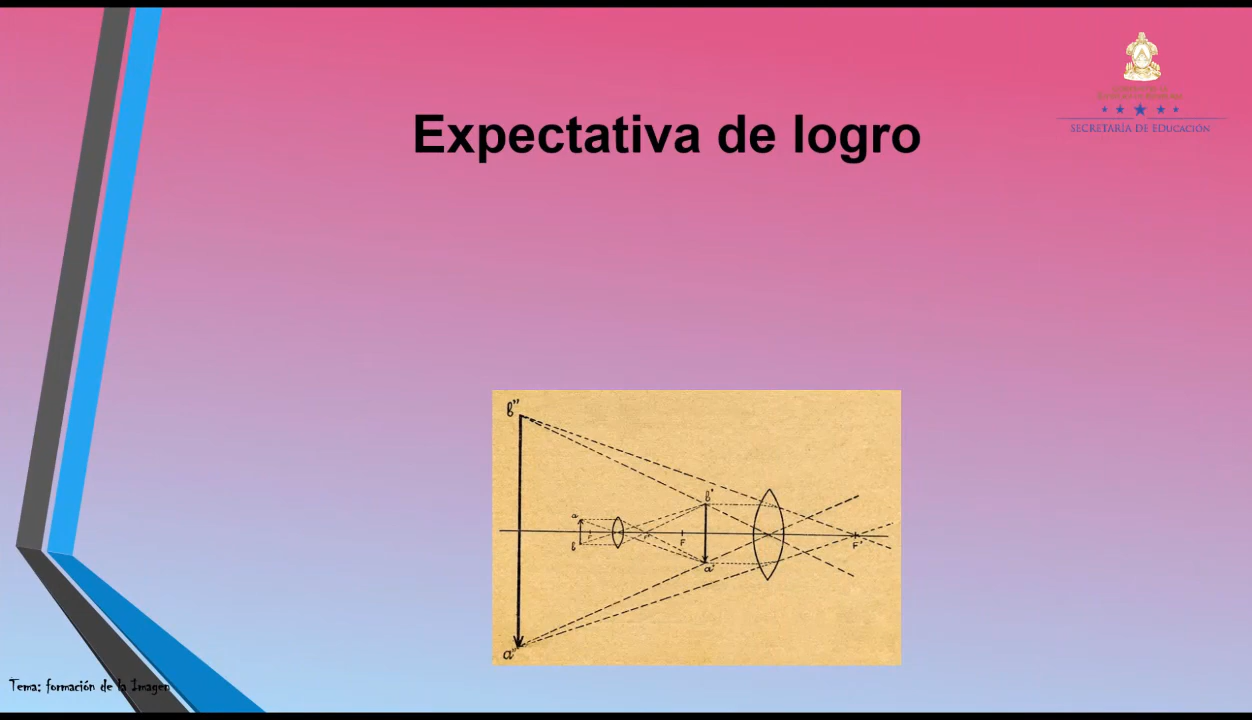 Expectativa de logro
SECRETARÍA DE EDUCACIÓN
b"
a
b
F
b'
a'
F'
a"
Tema: formación de la Imagen